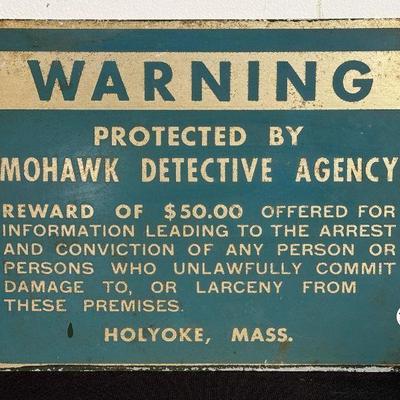 WARNING
PROTECTED BY
MOHAWK DETECTIVE AGENCY
REWARD OF $50.00 OFFERED FOR
INFORMATION LEADING TO THE ARREST
AND CONVICTION OF ANY PERSON OR
PERSONS WHO UNLAWFULLY COMMIT
DAMAGE TO, OR LARCENY FROM
THESE PREMISES.
HOLYOKE, MASS.